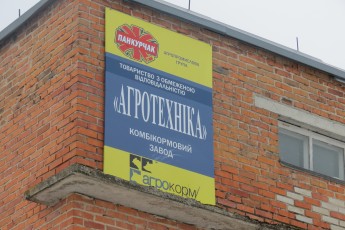 ПАНКУРЧАК
ТОВАРИСТВО З ОБМЕЖЕНОЮ
ВІДПОВІДАЛЬНІСТЮ
«АГРОТЕХНІКА»
КОМБІКОРМОВИЙ
ЗАВОД
агрокорм